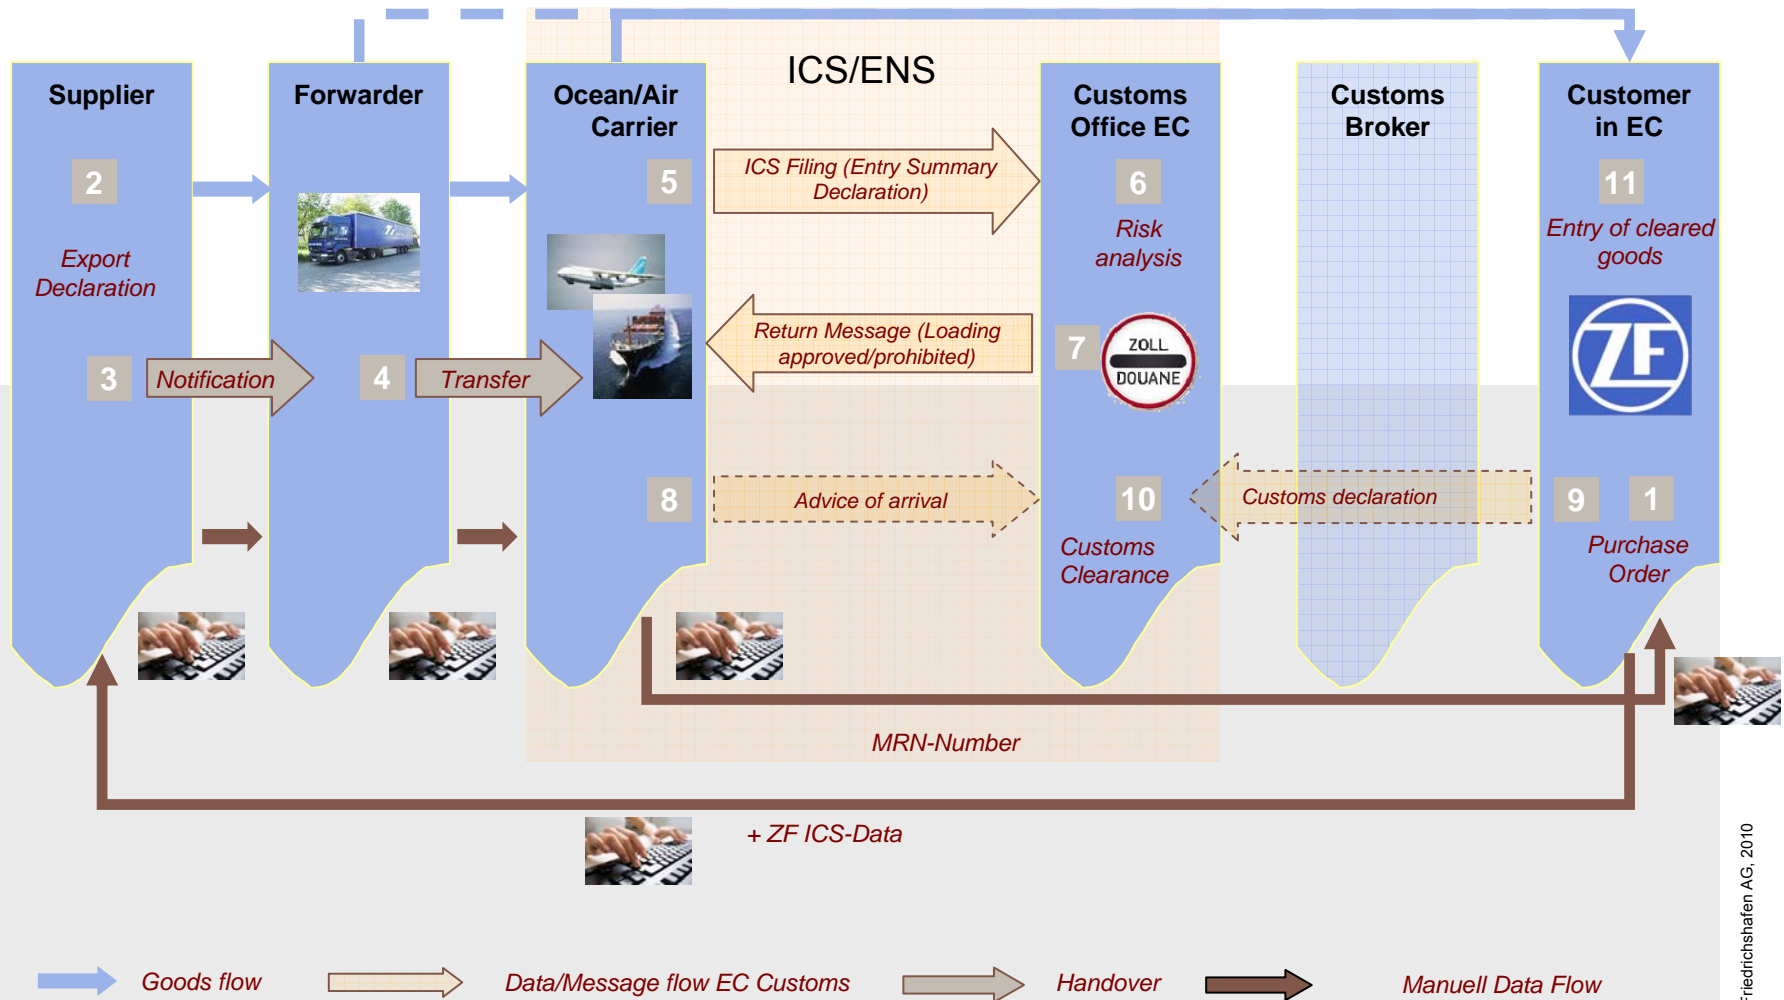 ICS/ENS
Supplier
Forwarder
Ocean/Air
Carrier
Customs
Office EC
Customs
Broker
Customer
in EC
2
5
ICS Filing (Entry Summary
Declaration)
6
11
Export
Declaration
Risk
analysis
Entry of cleared
goods
3
Notification
4
Transfer
Return Message (Loading
approved/prohibited)
7
ZOLL
DOUANE
ZF
8
Advice of arrival
10
Customs declaration
9
1
Customs
Clearance
Purchase
Order
MRN-Number
+ ZF ICS-Data
Goods flow
Data/Message flow EC Customs
Handover
Manuell Data Flow
Friedrichshafen AG, 2010